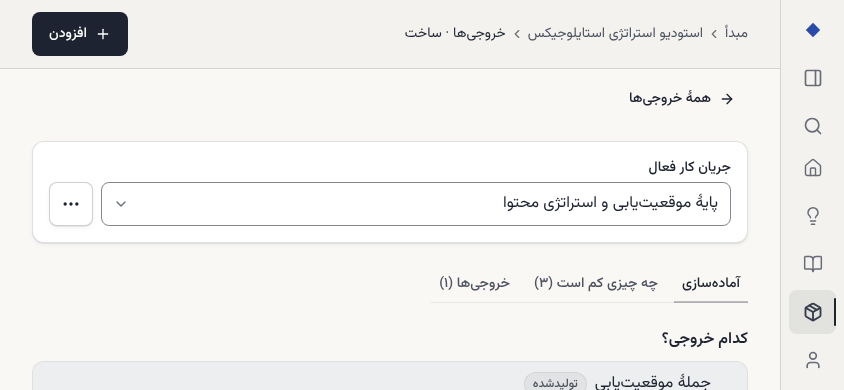 مبدأ › استودیو استراتژی استایلوجیکس › خروجی‌ها · ساخت
افزودن
همهٔ خروجی‌ها
جریان کار فعال
پایهٔ موقعیت‌یابی و استراتژی محتوا
آماده‌سازی چه چیزی کم است (۳) خروجی‌ها (۱)
کدام خروجی؟
جملهٔ موقعیت‌یابی تولیدشده